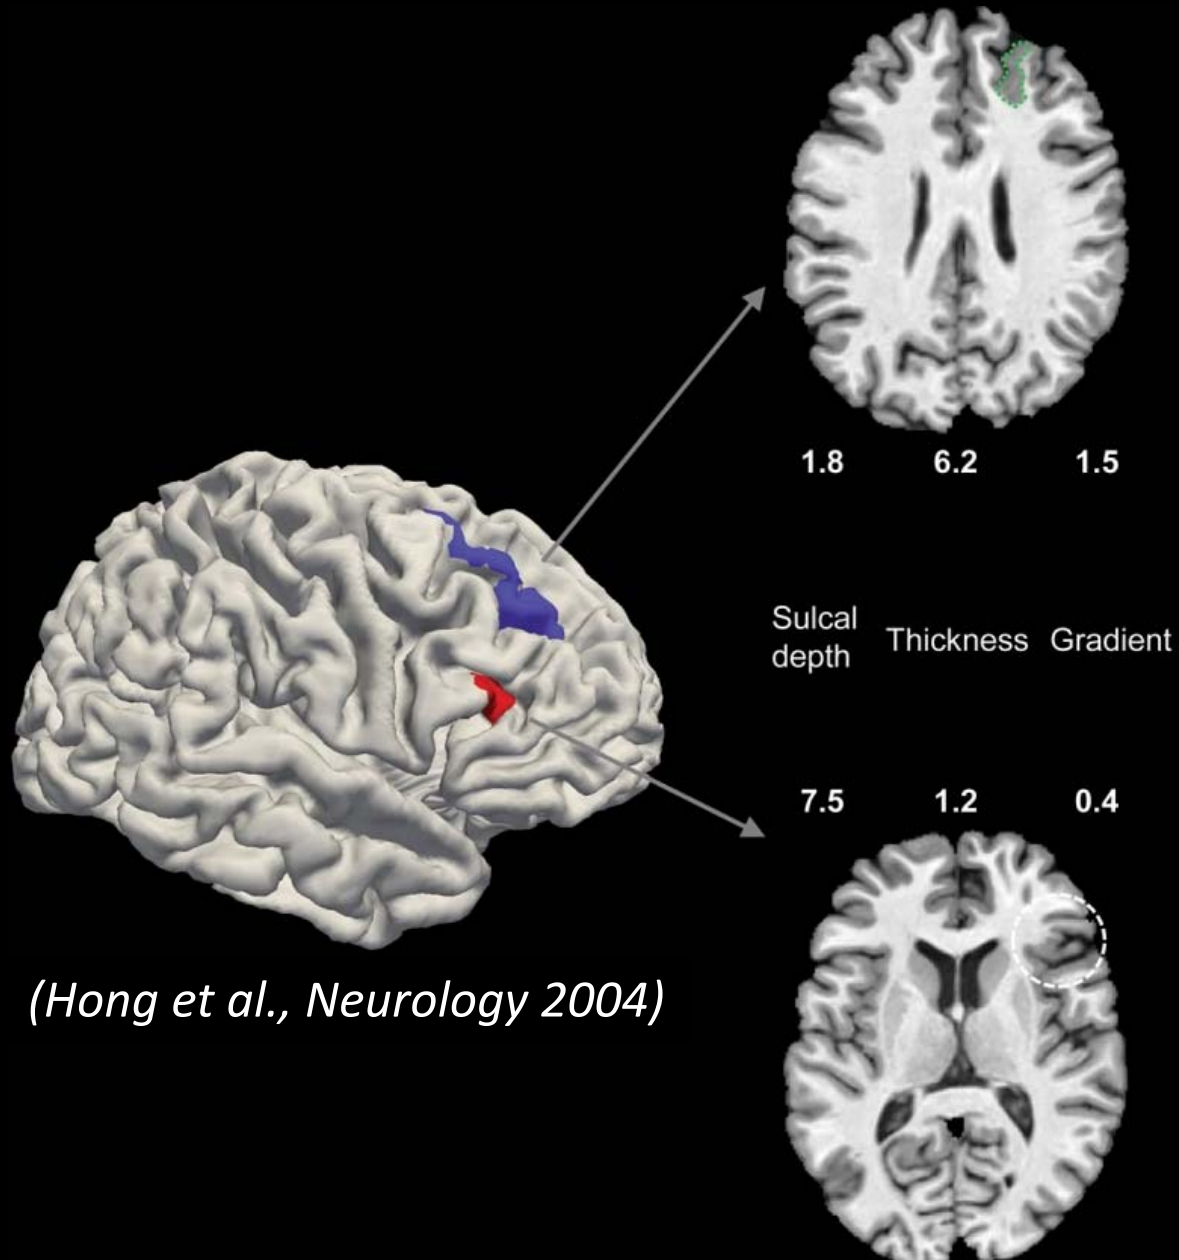 1.8 6.2 1.5
Sulcal
depth Thickness Gradient
7.5 1.2 0.4
(Hong et al., Neurology 2004)